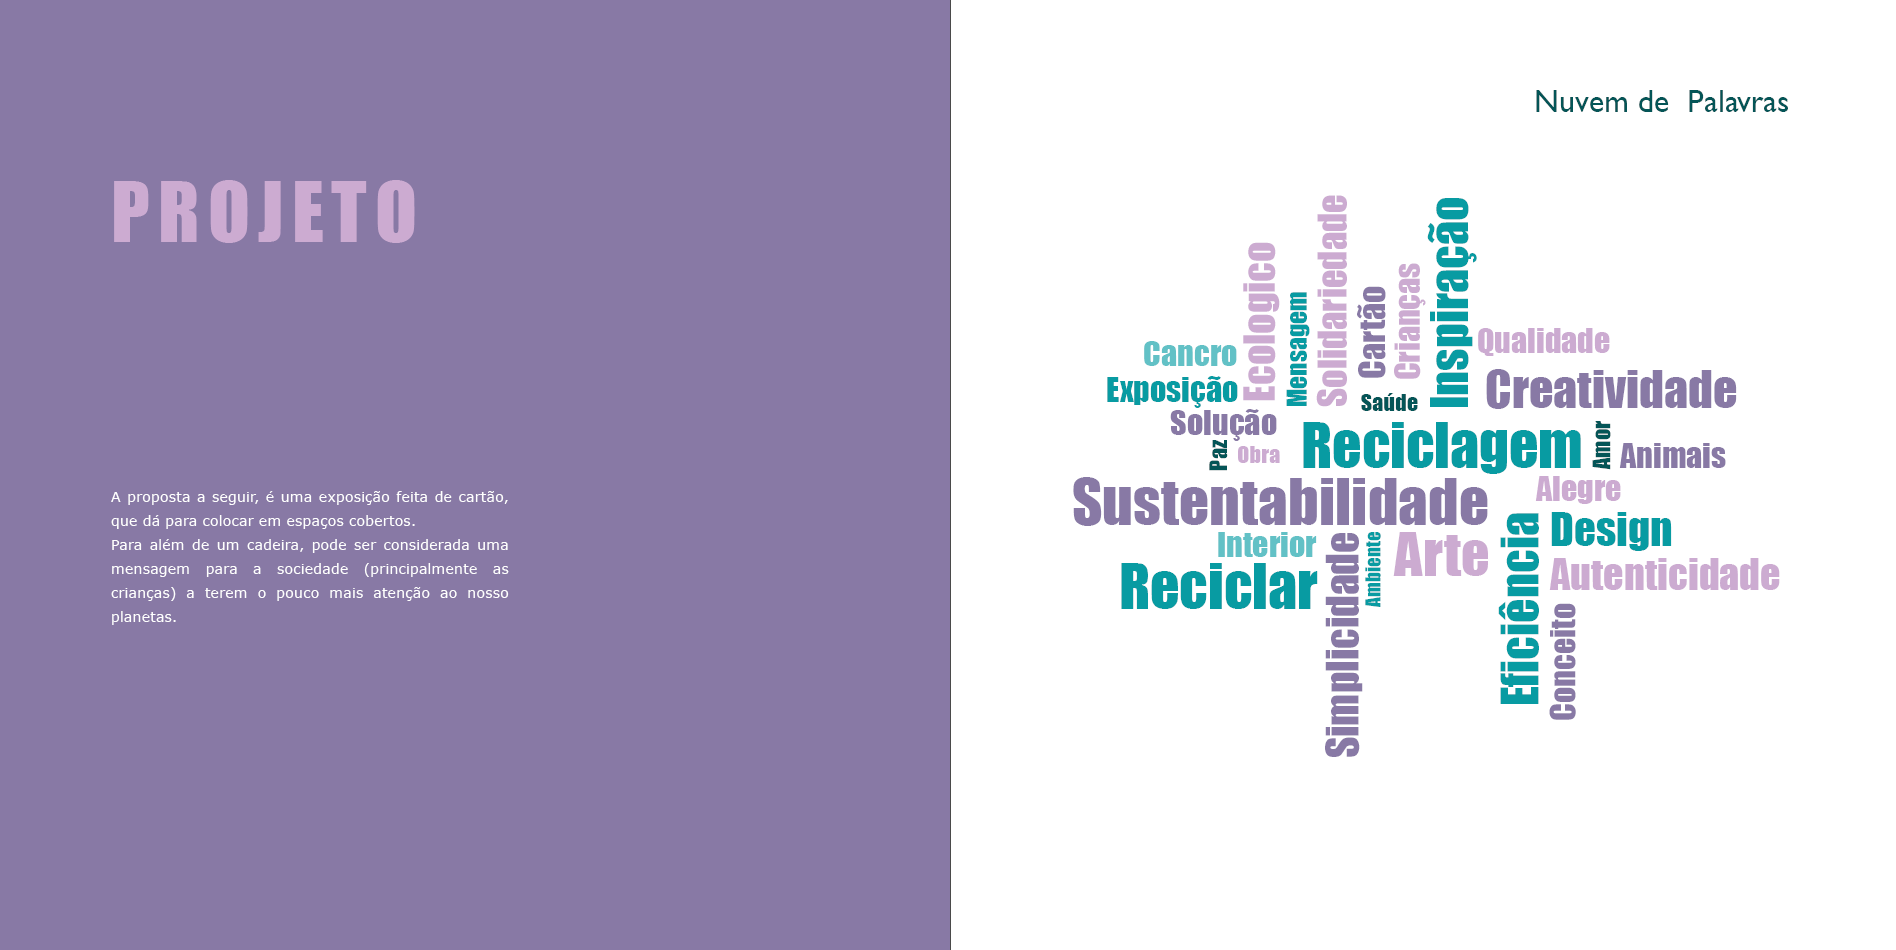 PROJETO
A proposta a seguir, é uma exposição feita de cartão,
que dá para colocar em espaços cobertos.
Para além de um cadeira, pode ser considerada uma
mensagem para a sociedade (principalmente as
crianças) a terem o pouco mais atenção ao nosso
planetas.
Nuvem de Palavras
Cancro
Exposição
Solução
Paz
Obra
Ecologico
Mensagem
Solidariedade
Cartão
Crianças
Saúde
Inspiração
Qualidade
Creatividade
Reciclagem
Amor
Animais
Sustentabilidade
Alegre
Interior
Reciclar
Simplicidade
Ambiente
Arte
Eficiência
Design
Autenticidade
Conceito